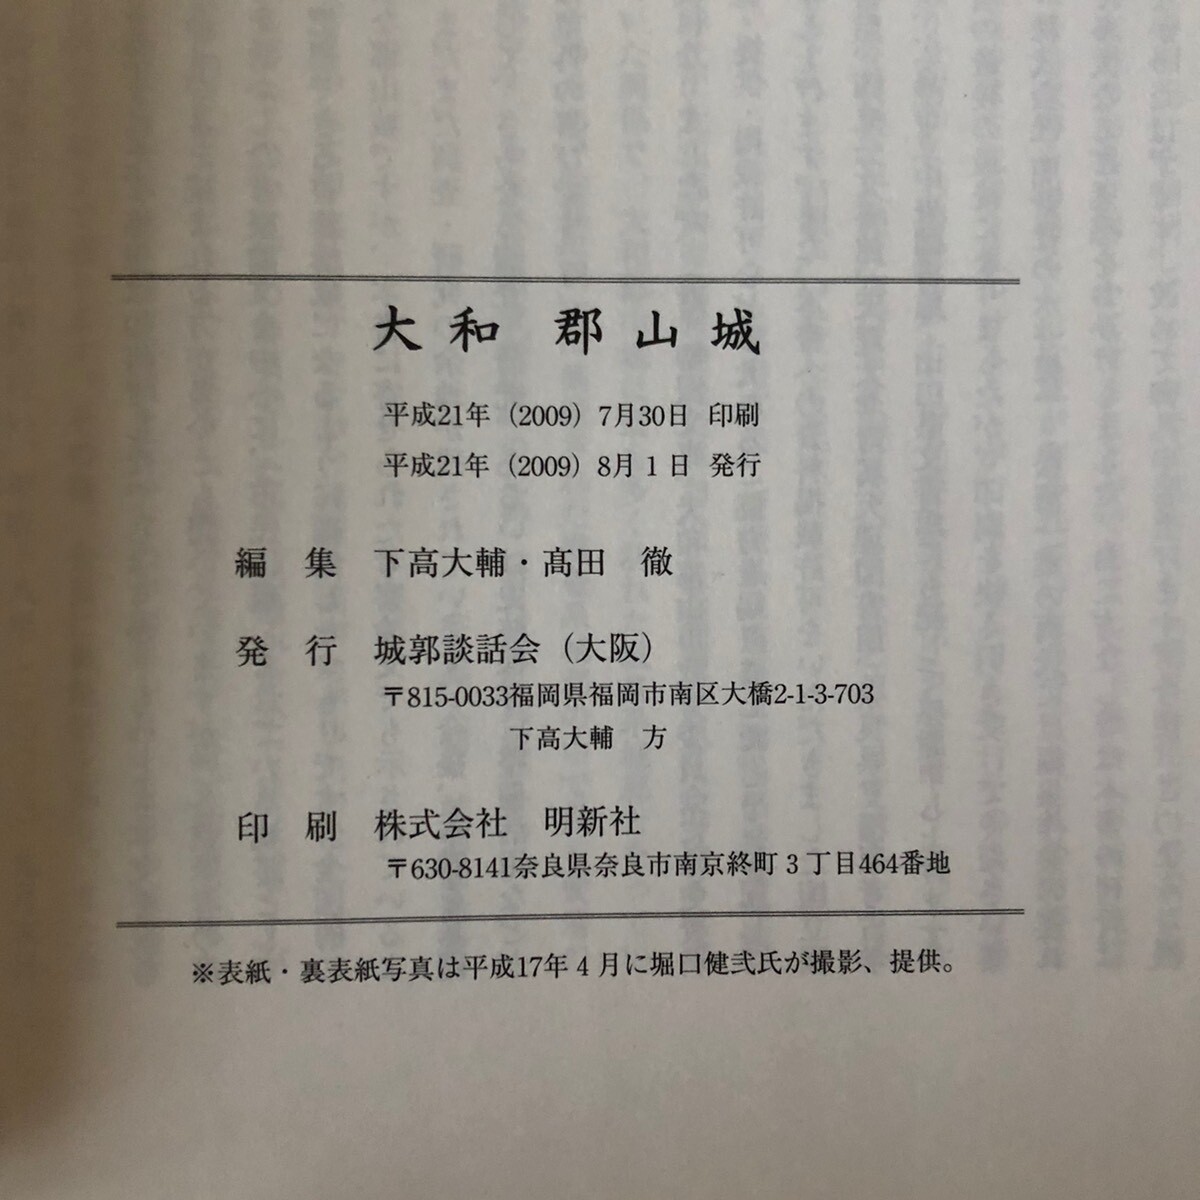 大和 郡山城
平成21年（2009）7月30日 印刷
平成21年（2009）8月1日 発行
編集 下高大輔・髙田 徹
発行 城郭談話会（大阪）
〒815-0033福岡県福岡市南区大橋2-1-3-703
下高大輔 方
印刷 株式会社 明新社
〒630-8141奈良県奈良市南京終町3丁目464番地
※表紙・裏表紙写真は平成17年4月に堀口健弐氏が撮影、提供。